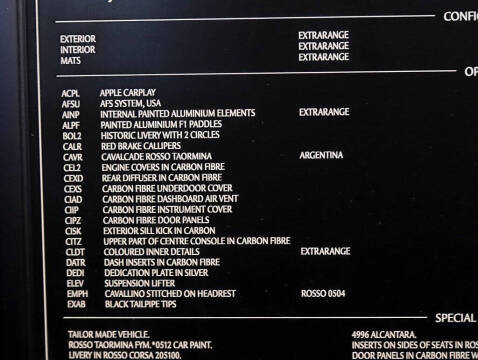 CONFI
EXTERIOR EXTRARANGE
INTERIOR EXTRARANGE
MATS EXTRARANGE
OP
ACPL APPLE CARPLAY
AFSU AFS SYSTEM, USA
AINP INTERNAL PAINTED ALUMINIUM ELEMENTS EXTRARANGE
ALPF PAINTED ALUMINIUM F1 PADDLES
BOL2 HISTORIC LIVERY WITH 2 CIRCLES
CALR RED BRAKE CALLIPERS
CAVR CAVALCADE ROSSO TAORMINA ARGENTINA
CEL2 ENGINE COVERS IN CARBON FIBRE
CEXD REAR DIFFUSER IN CARBON FIBRE
CEXS CARBON FIBRE UNDERDOOR COVER
CIAD CARBON FIBRE DASHBOARD AIR VENT
CIIP CARBON FIBRE INSTRUMENT COVER
CIPZ CARBON FIBRE DOOR PANELS
CISK EXTERIOR SILL KICK IN CARBON
CITZ UPPER PART OF CENTRE CONSOLE IN CARBON FIBRE
CLDT COLOURED INNER DETAILS EXTRARANGE
DATR DASH INSERTS IN CARBON FIBRE
DEDI DEDICATION PLATE IN SILVER
ELEV SUSPENSION LIFTER
EMPH CAVALLINO STITCHED ON HEADREST ROSSO 0504
EXAB BLACK TAILPIPE TIPS
SPECIAL
TAILOR MADE VEHICLE. 4996 ALCANTARA.
ROSSO TAORMINA FYM. *0512 CAR PAINT. INSERTS ON SIDES OF SEATS IN ROS
LIVERY IN ROSSO CORSA 205100. DOOR PANELS IN CARBON FIBRE W